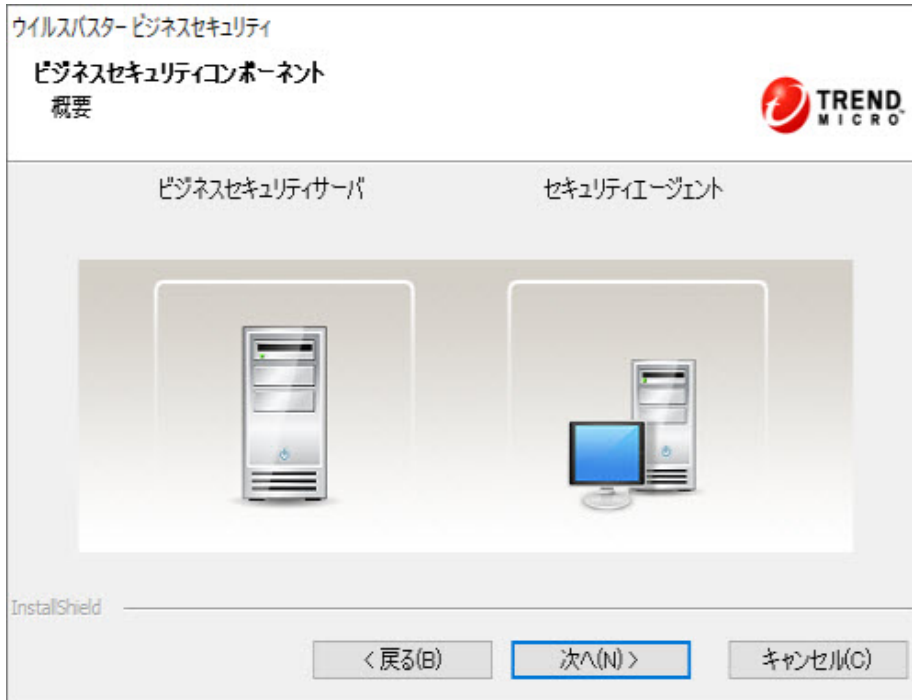 ウイルスバスター ビジネスセキュリティ
ビジネスセキュリティコンポーネント
概要
TREND
MICRO
ビジネスセキュリティサーバ
セキュリティエージェント
InstallShield
< 戻る(B)
次へ(N) >
キャンセル(C)